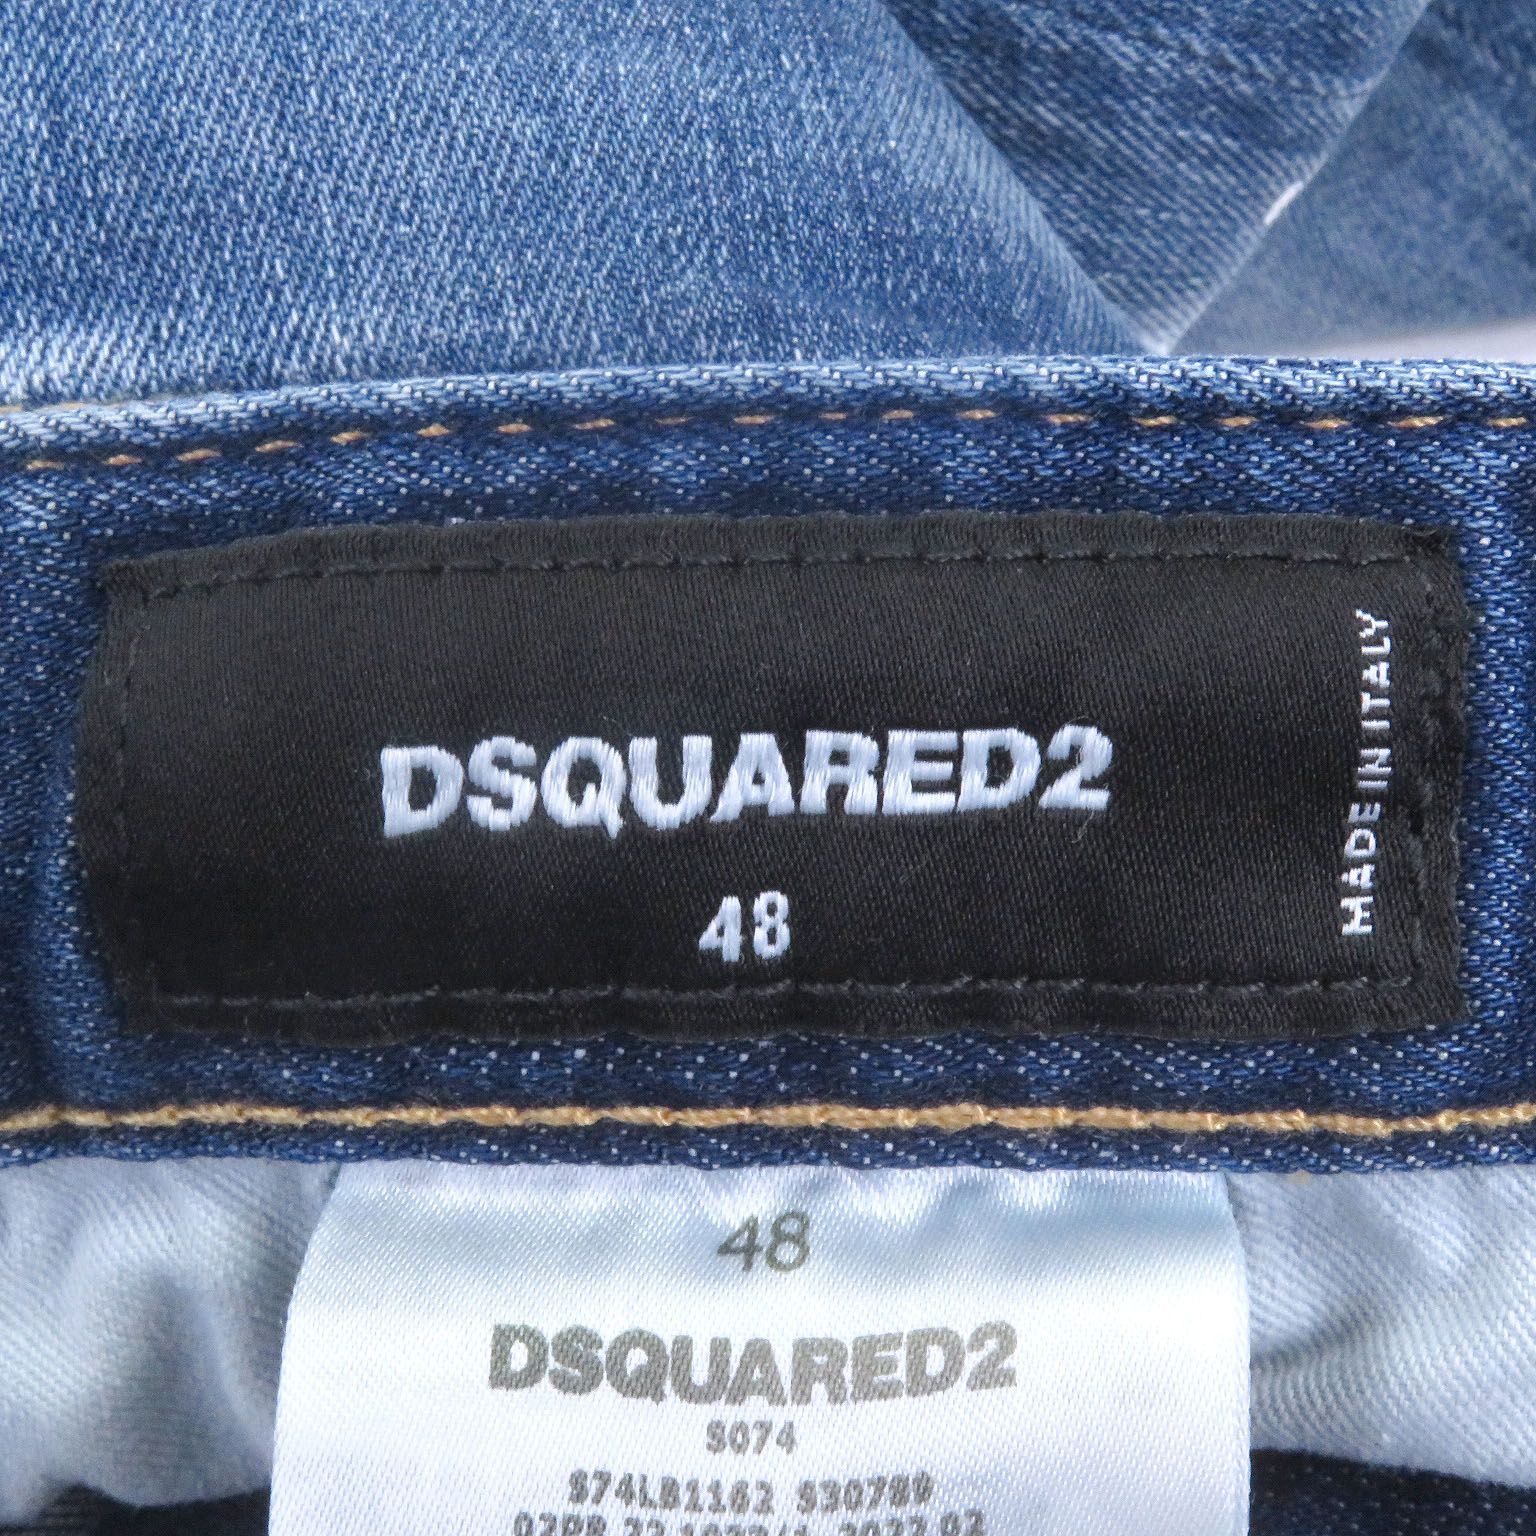 DSQUARED2
48
MADE IN ITALY
48
DSQUARED2
S074
S74LB1162 S30789